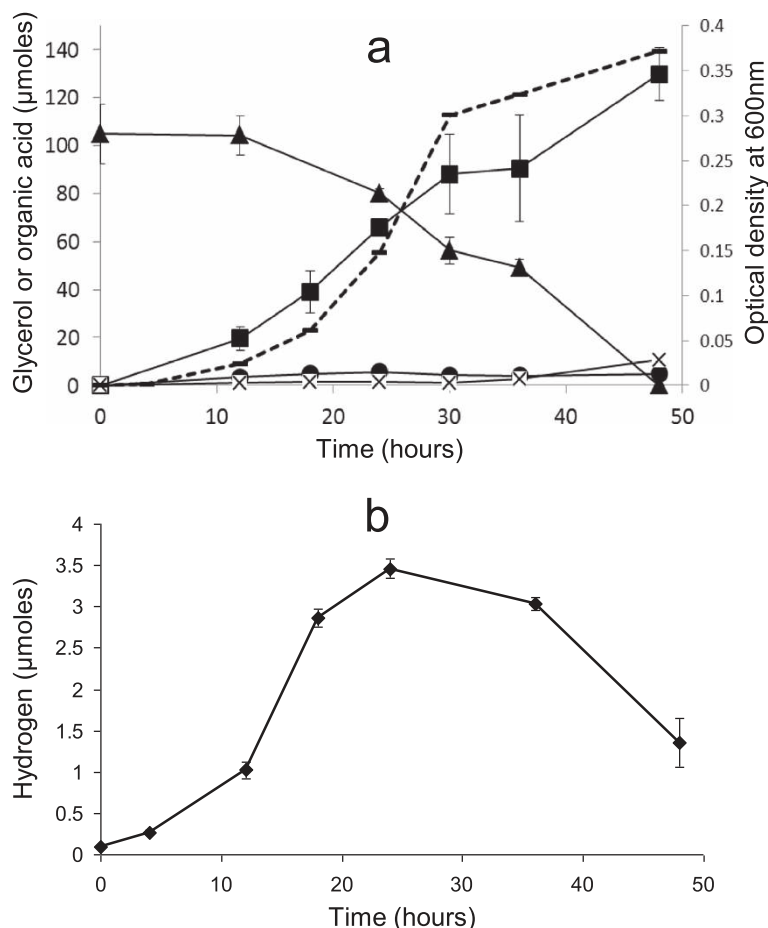 a
Glycerol or organic acid (µmoles)
140
120
100
80
60
40
20
0
0.4
0.35
0.3
0.25
0.2
0.15
0.1
0.05
0
Optical density at 600nm
0 10 20 30 40 50
Time (hours)
b
Hydrogen (µmoles)
4
3.5
3
2.5
2
1.5
1
0.5
0
0 10 20 30 40 50
Time (hours)